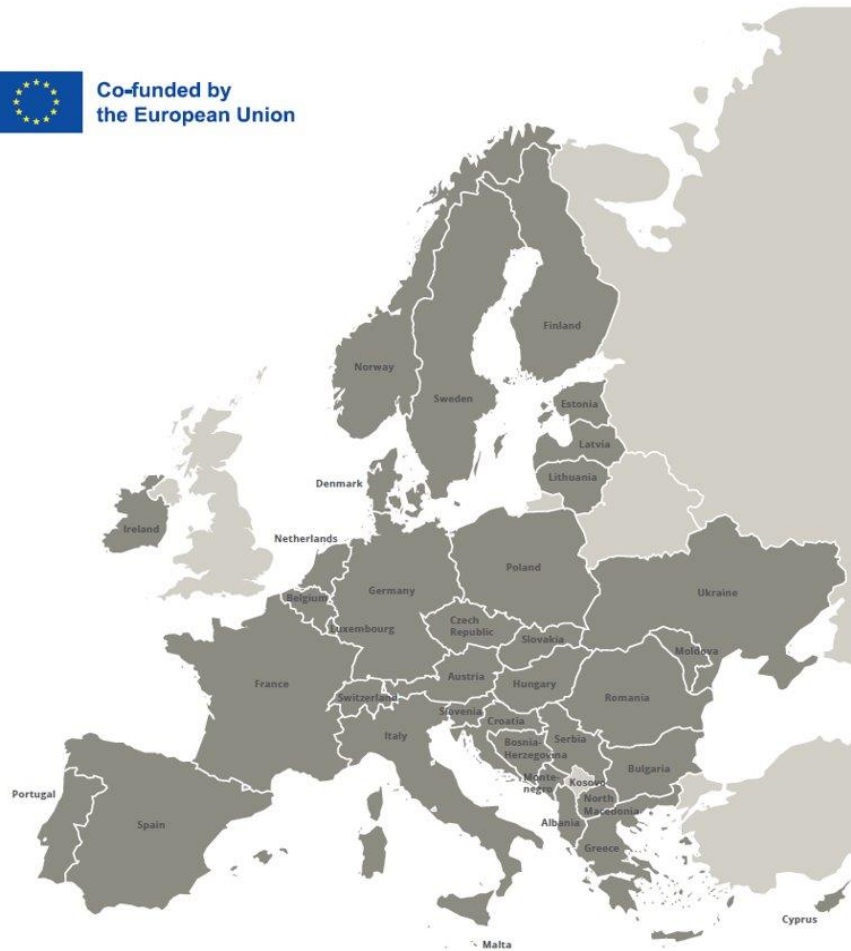 Co-funded by
the European Union
Finland
Norway
Sweden
Estonia
Latvia
Lithuania
Denmark
Ireland
Netherlands
Poland
Germany
Ukraine
Belgium
Czech
Republic
Luxembourg
Slovakia
Moldova
Austria
France
Hungary
Switzerland
Romania
Slovenia
Croatia
Italy
Serbia
Bosnia-
Herzegovina
Bulgaria
Monte-
negro
Kosovo
Portugal
North
Macedonia
Albania
Spain
Greece
Cyprus
Malta